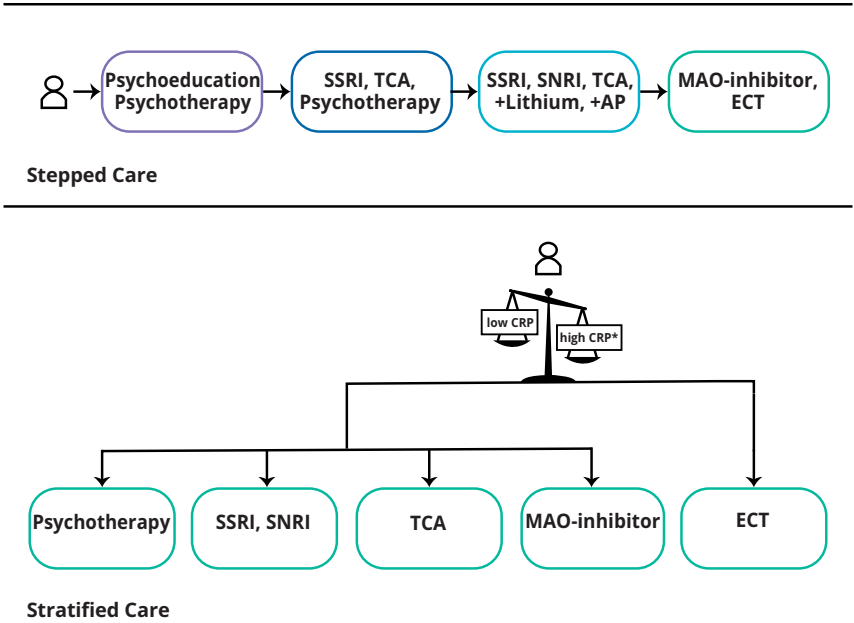 Psychoeducation
Psychotherapy
SSRI, TCA,
Psychotherapy
SSRI, SNRI, TCA,
+Lithium, +AP
MAO-inhibitor,
ECT
Stepped Care
low CRP
high CRP*
Psychotherapy
SSRI, SNRI
TCA
MAO-inhibitor
ECT
Stratified Care